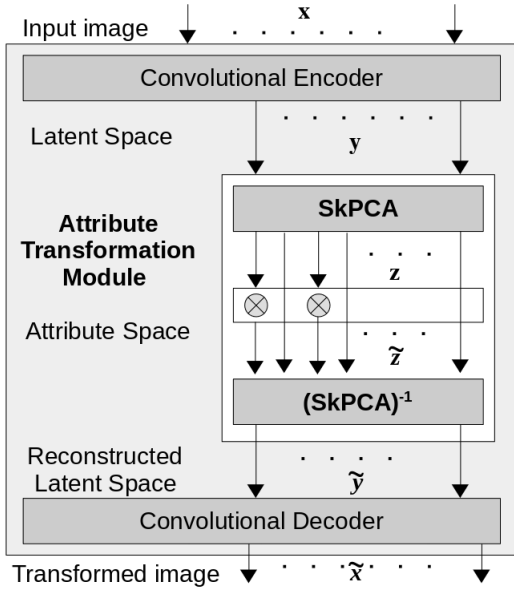 x
Input image
Convolutional Encoder
Latent Space
y
SkPCA
Attribute
Transformation
Module
z
Attribute Space
z̃
(SkPCA)⁻¹
Reconstructed
Latent Space
ỹ
Convolutional Decoder
Transformed image
x̃